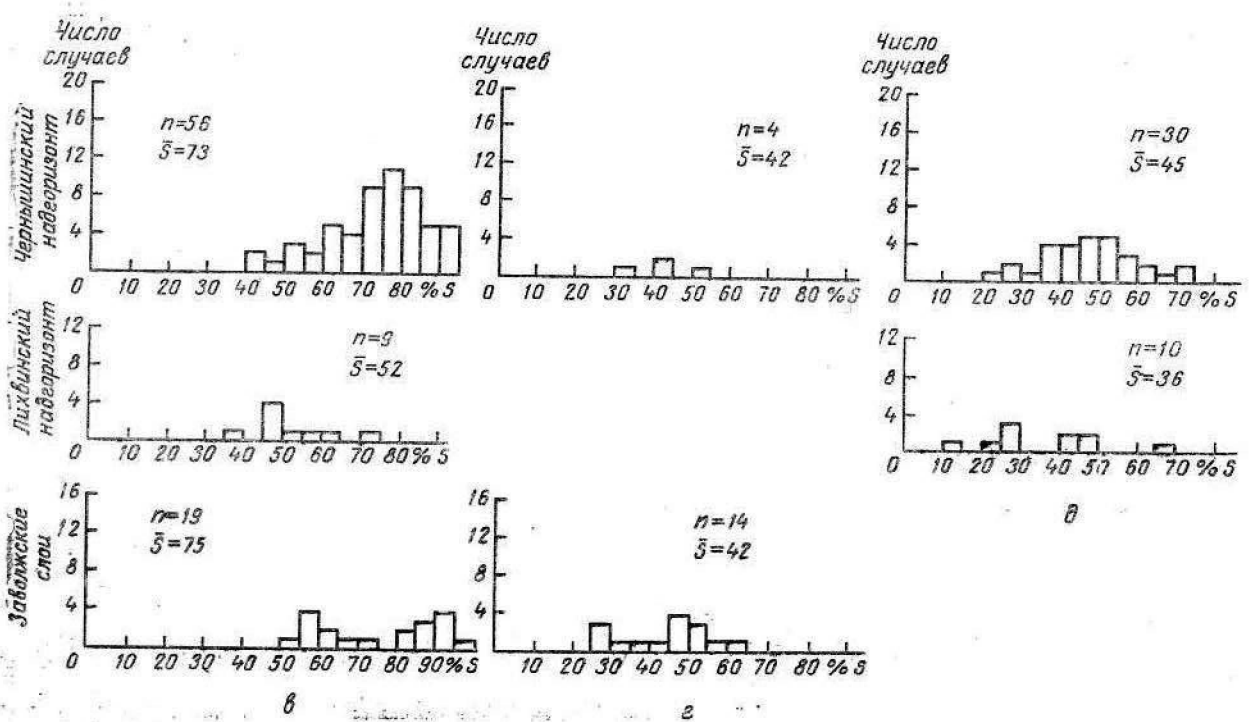 Число
случаев
20
16
12
8
4
0
10 20 30 40 50 60 70 80 % S
n=56
S̄=73
Чернышинский
надгоризонт
Число
случаев
20
16
12
8
4
0
10 20 30 40 50 60 70 80 % S
n=4
S̄=42
Число
случаев
20
16
12
8
4
0
10 20 30 40 50 60 70 % S
n=30
S̄=45
Лихвинский
надгоризонт
12
8
4
0
10 20 30 40 50 60 70 80 % S
n=9
S̄=52
12
8
4
0
10 20 30 40 50 60 70 % S
n=10
S̄=36
д
Заволжские
слои
16
12
8
4
0
10 20 30 40 50 60 70 80 90 % S
n=19
S̄=75
в
16
12
8
4
0
10 20 30 40 50 60 70 80 % S
n=14
S̄=42
г